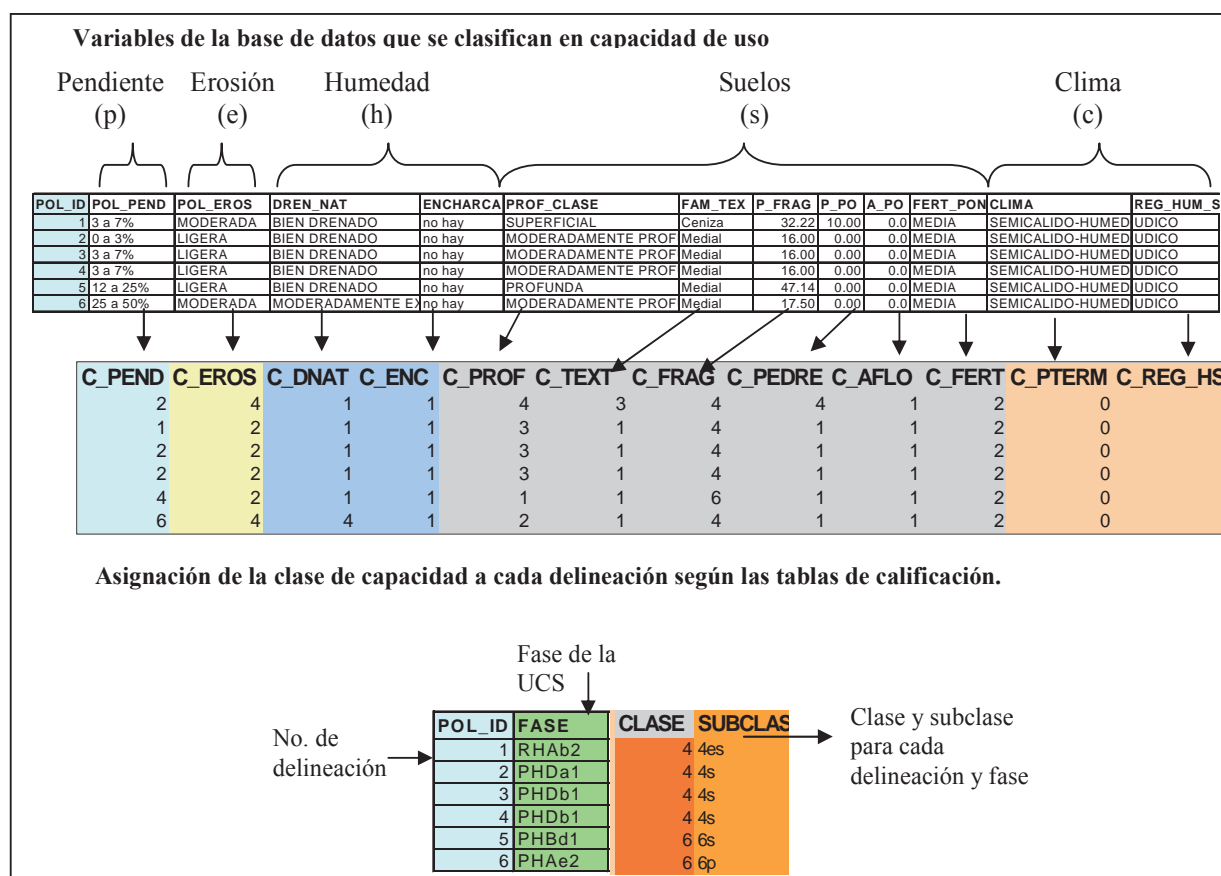 Variables de la base de datos que se clasifican en capacidad de uso
Pendiente Erosión Humedad Suelos Clima
(p) (e) (h) (s) (c)
POL_ID POL_PEND POL_EROS DREN_NAT ENCHARCA PROF_CLASE FAM_TEX P_FRAG P_PO A_PO FERT_PON CLIMA REG_HUM_S
1 3 a 7% MODERADA BIEN DRENADO no hay SUPERFICIAL Ceniza 32.22 10.00 0.0 MEDIA SEMICALIDO-HUMED UDICO
2 0 a 3% LIGERA BIEN DRENADO no hay MODERADAMENTE PROF Medial 16.00 0.00 0.0 MEDIA SEMICALIDO-HUMED UDICO
3 3 a 7% LIGERA BIEN DRENADO no hay MODERADAMENTE PROF Medial 16.00 0.00 0.0 MEDIA SEMICALIDO-HUMED UDICO
4 3 a 7% LIGERA BIEN DRENADO no hay MODERADAMENTE PROF Medial 16.00 0.00 0.0 MEDIA SEMICALIDO-HUMED UDICO
5 12 a 25% LIGERA BIEN DRENADO no hay PROFUNDA Medial 47.14 0.00 0.0 MEDIA SEMICALIDO-HUMED UDICO
6 25 a 50% MODERADA MODERADAMENTE EX no hay MODERADAMENTE PROF Medial 17.50 0.00 0.0 MEDIA SEMICALIDO-HUMED UDICO
C_PEND C_EROS C_DNAT C_ENC C_PROF C_TEXT C_FRAG C_PEDRE C_AFLO C_FERT C_PTERM C_REG_HS
2 4 1 1 4 3 4 4 1 2 0
1 2 1 1 3 1 4 1 1 2 0
2 2 1 1 3 1 4 1 1 2 0
2 2 1 1 3 1 4 1 1 2 0
4 2 1 1 1 1 6 1 1 2 0
6 4 4 1 2 1 4 1 1 2 0
Asignación de la clase de capacidad a cada delineación según las tablas de calificación.
Fase de la
UCS
No. de
delineación
POL_ID FASE CLASE SUBCLAS
1 RHAb2 4 4es
2 PHDa1 4 4s
3 PHDb1 4 4s
4 PHDb1 4 4s
5 PHBd1 6 6s
6 PHAe2 6 6p
Clase y subclase
para cada
delineación y fase